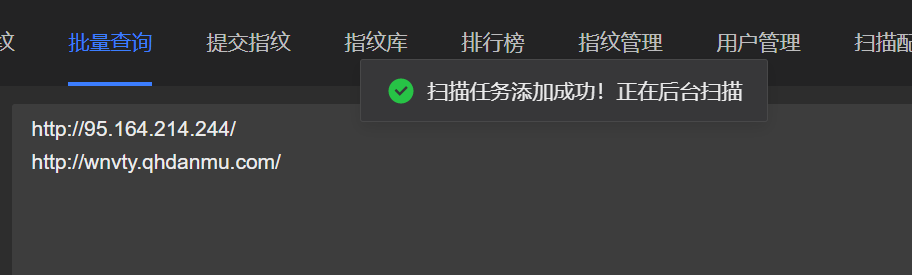 纹 批量查询 提交指纹 指纹库 排行榜 指纹管理 用户管理 扫描配
扫描任务添加成功！正在后台扫描
http://95.164.214.244/
http://wnvty.qhdanmu.com/